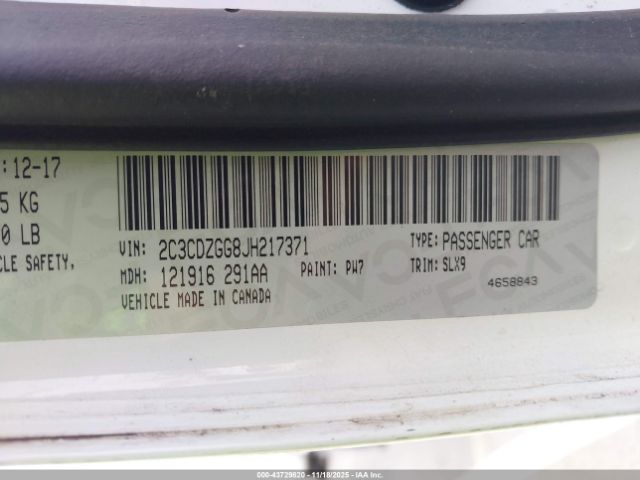 : 12-17
5 KG
0 LB
CLE SAFETY,
VIN: 2C3CDZGG8JH217371
TYPE: PASSENGER CAR
MDH: 121916 291AA
PAINT: PW7
TRIM: SLX9
VEHICLE MADE IN CANADA
4658843
000-43729820 - 11/18/2025 - IAA Inc.